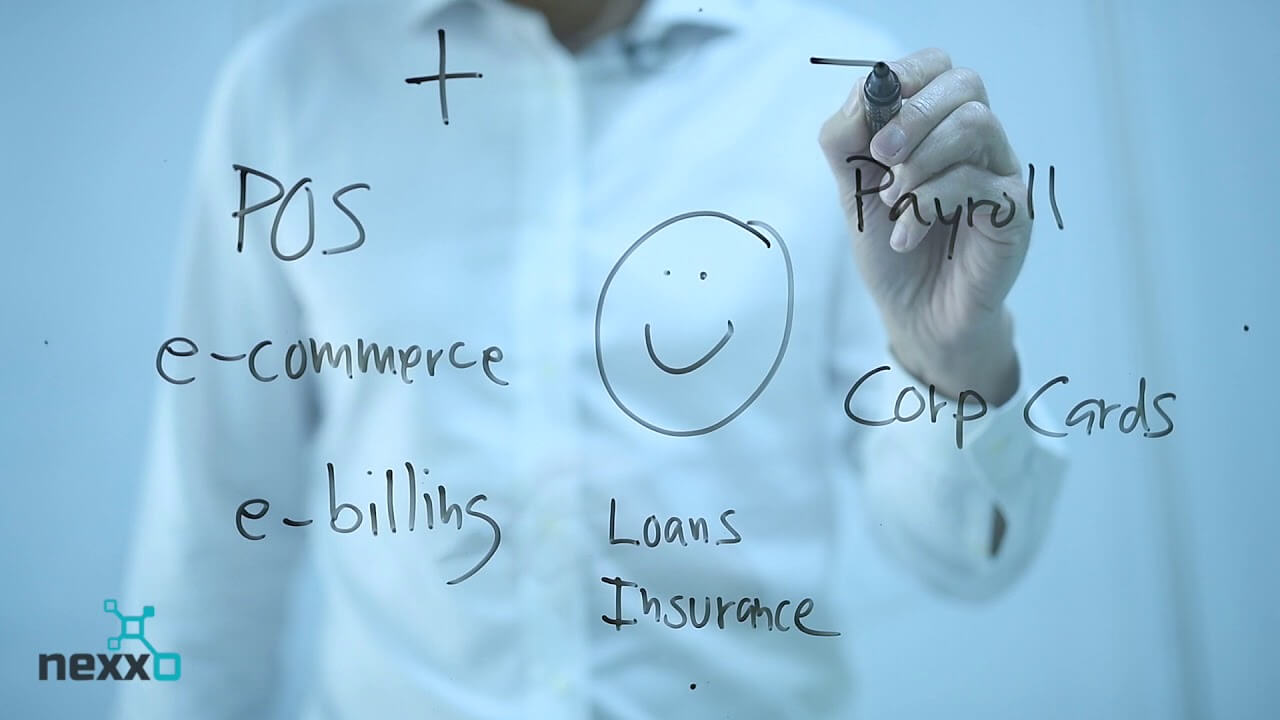 +
—
POS
Payroll
e-commerce
Corp Cards
e-billing
Loans
Insurance
nexxo